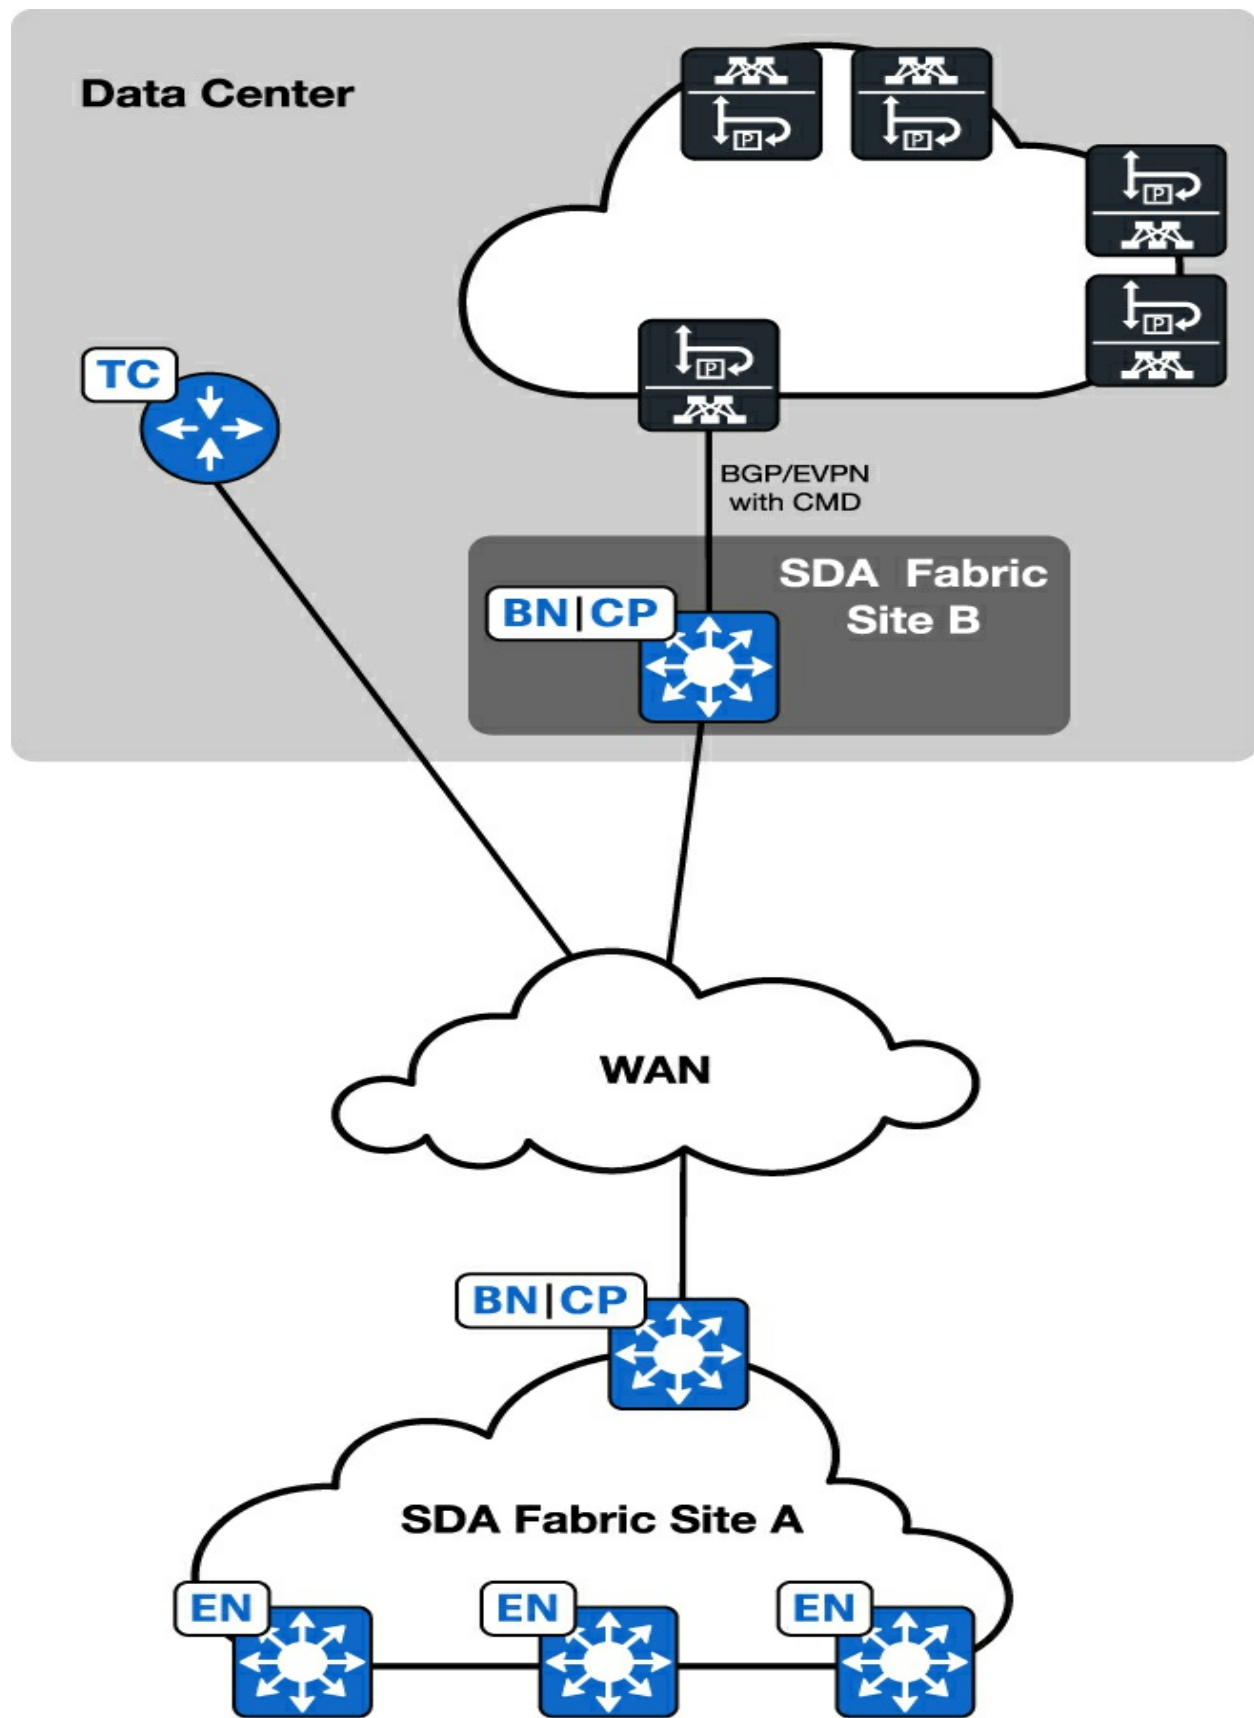 Data Center
P
P
P
P
P
TC
BGP/EVPN
with CMD
SDA Fabric
Site B
BN|CP
WAN
BN|CP
SDA Fabric Site A
EN
EN
EN